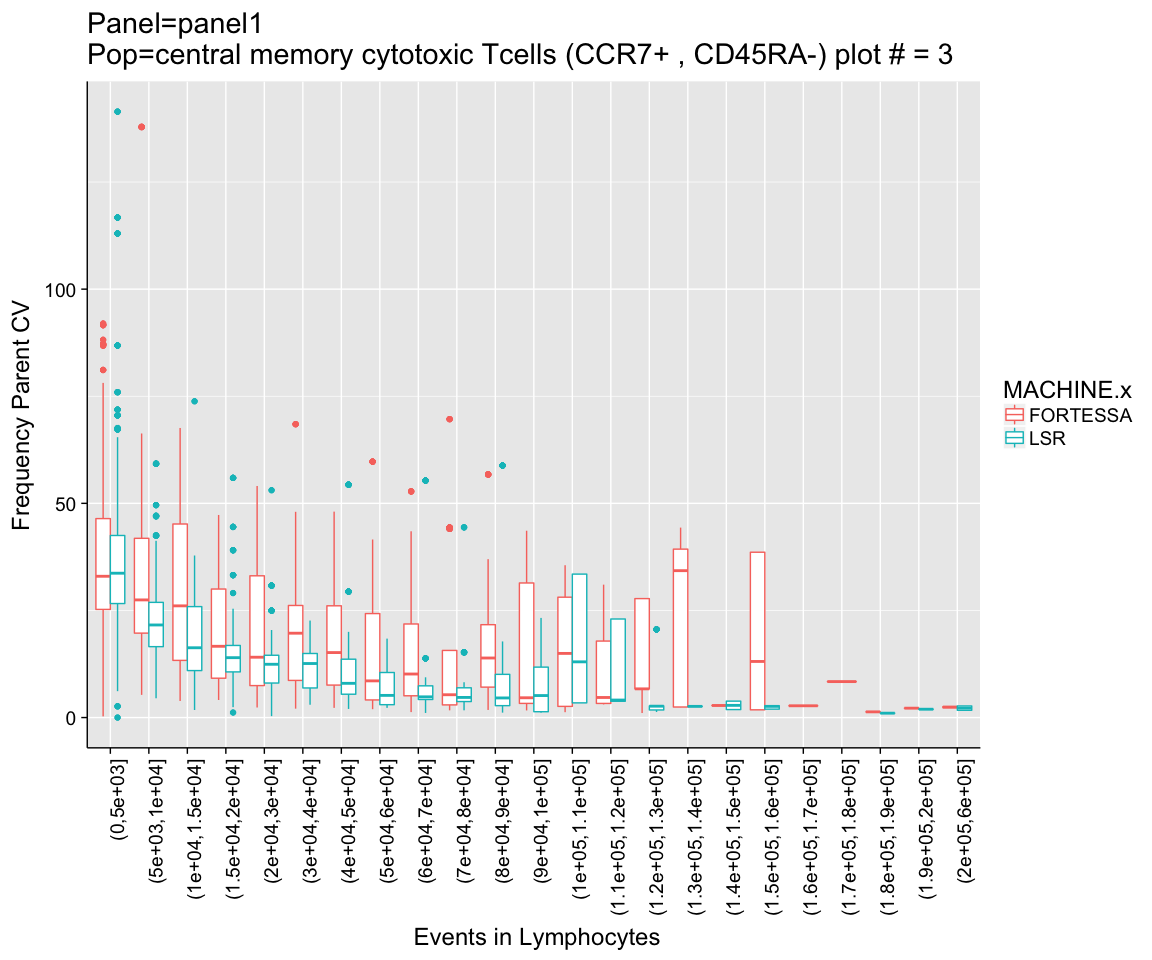 Panel=panel1
Pop=central memory cytotoxic Tcells (CCR7+ , CD45RA-) plot # = 3
Frequency Parent CV
100
50
0
(0,5e+03]
(5e+03,1e+04]
(1e+04,1.5e+04]
(1.5e+04,2e+04]
(2e+04,3e+04]
(3e+04,4e+04]
(4e+04,5e+04]
(5e+04,6e+04]
(6e+04,7e+04]
(7e+04,8e+04]
(8e+04,9e+04]
(9e+04,1e+05]
(1e+05,1.1e+05]
(1.1e+05,1.2e+05]
(1.2e+05,1.3e+05]
(1.3e+05,1.4e+05]
(1.4e+05,1.5e+05]
(1.5e+05,1.6e+05]
(1.6e+05,1.7e+05]
(1.7e+05,1.8e+05]
(1.8e+05,1.9e+05]
(1.9e+05,2e+05]
(2e+05,6e+05]
Events in Lymphocytes
MACHINE.x
FORTESSA
LSR